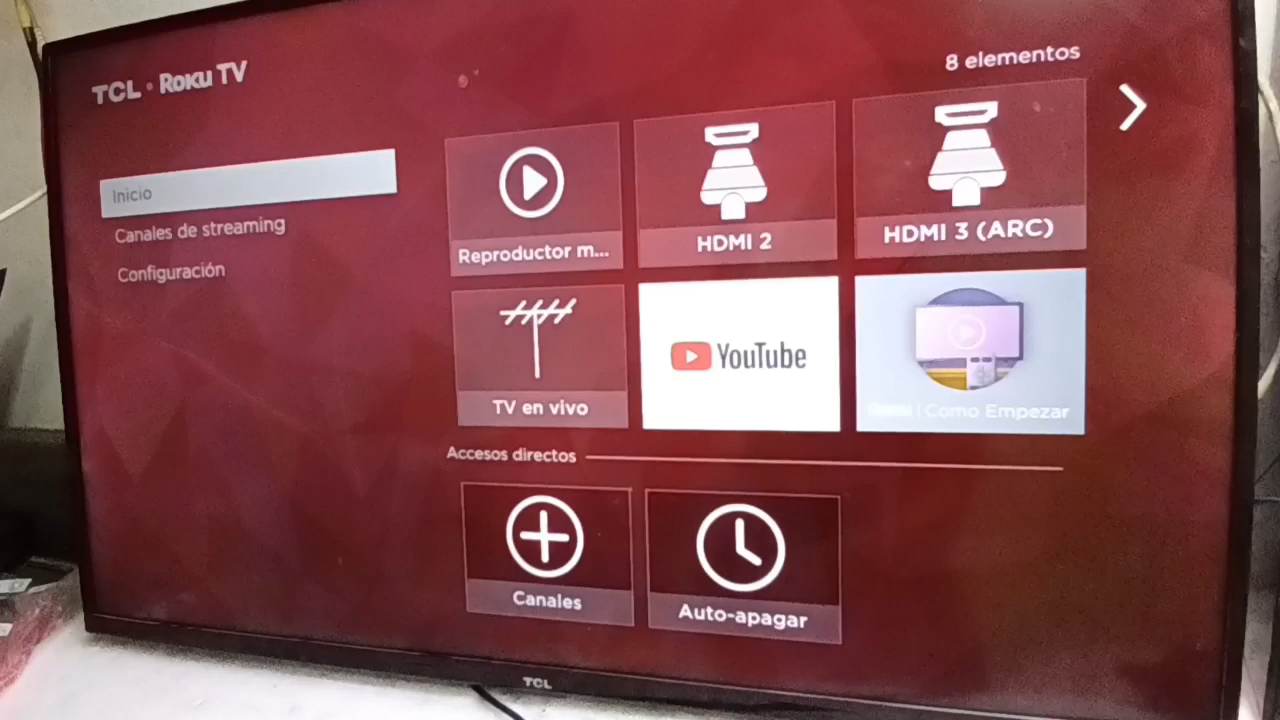 TCL • Roku TV
8 elementos
Inicio
Canales de streaming
Configuración
Reproductor m...
HDMI 2
HDMI 3 (ARC)
TV en vivo
YouTube
| Como Empezar
Accesos directos
Canales
Auto-apagar
TCL